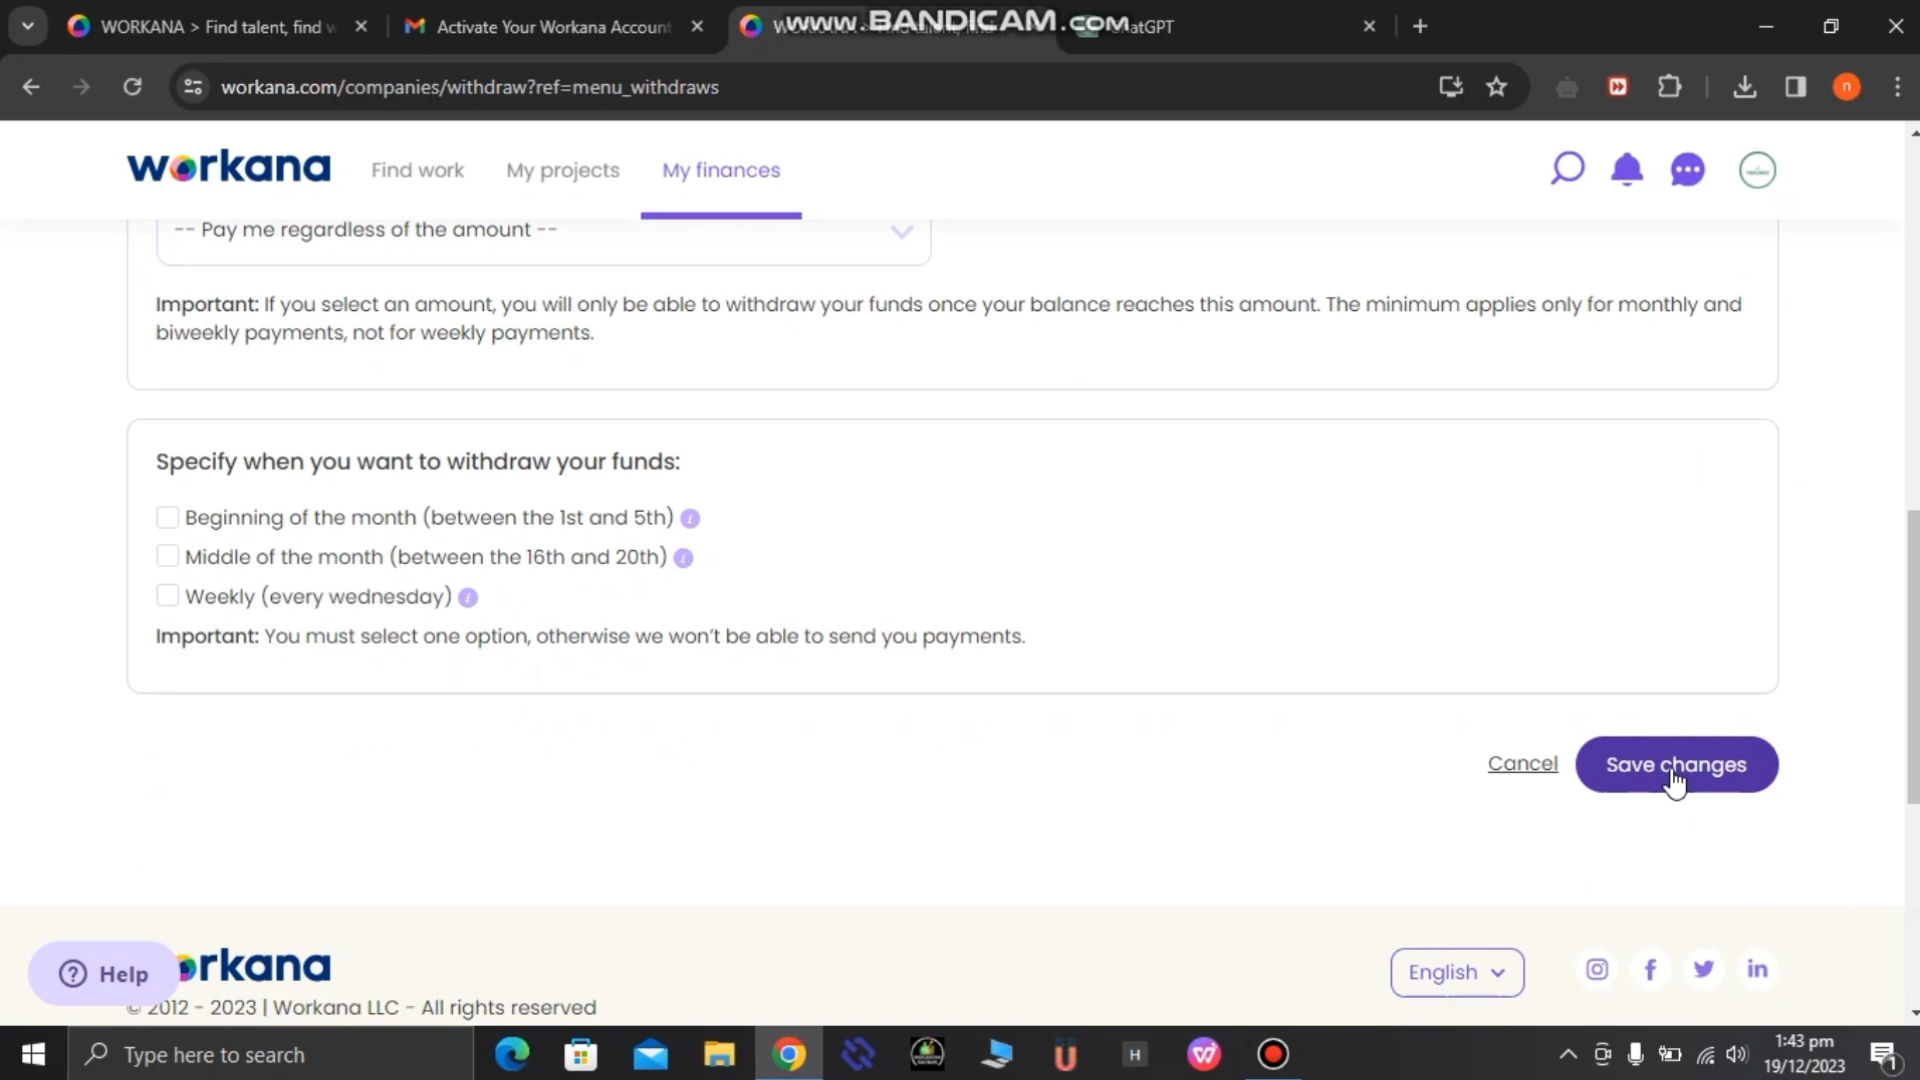 WORKANA > Find talent, find w
Activate Your Workana Account
www.BANDICAM.com
ChatGPT
workana.com/companies/withdraw?ref=menu_withdraws
n
workana
Find work
My projects
My finances
-- Pay me regardless of the amount --
Important: If you select an amount, you will only be able to withdraw your funds once your balance reaches this amount. The minimum applies only for monthly and
biweekly payments, not for weekly payments.
Specify when you want to withdraw your funds:
Beginning of the month (between the 1st and 5th)
Middle of the month (between the 16th and 20th)
Weekly (every wednesday)
Important: You must select one option, otherwise we won't be able to send you payments.
Cancel
Save changes
Help
orkana
English
© 2012 - 2023 | Workana LLC - All rights reserved
Type here to search
H
1:43 pm
19/12/2023
1